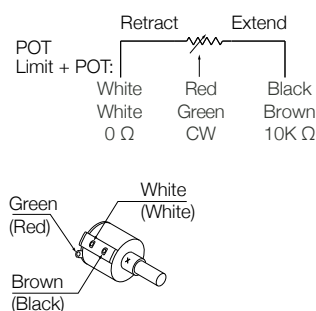 Retract Extend
POT
Limit + POT:
White Red Black
White Green Brown
0 Ω CW 10K Ω
White
(White)
Green
(Red)
Brown
(Black)